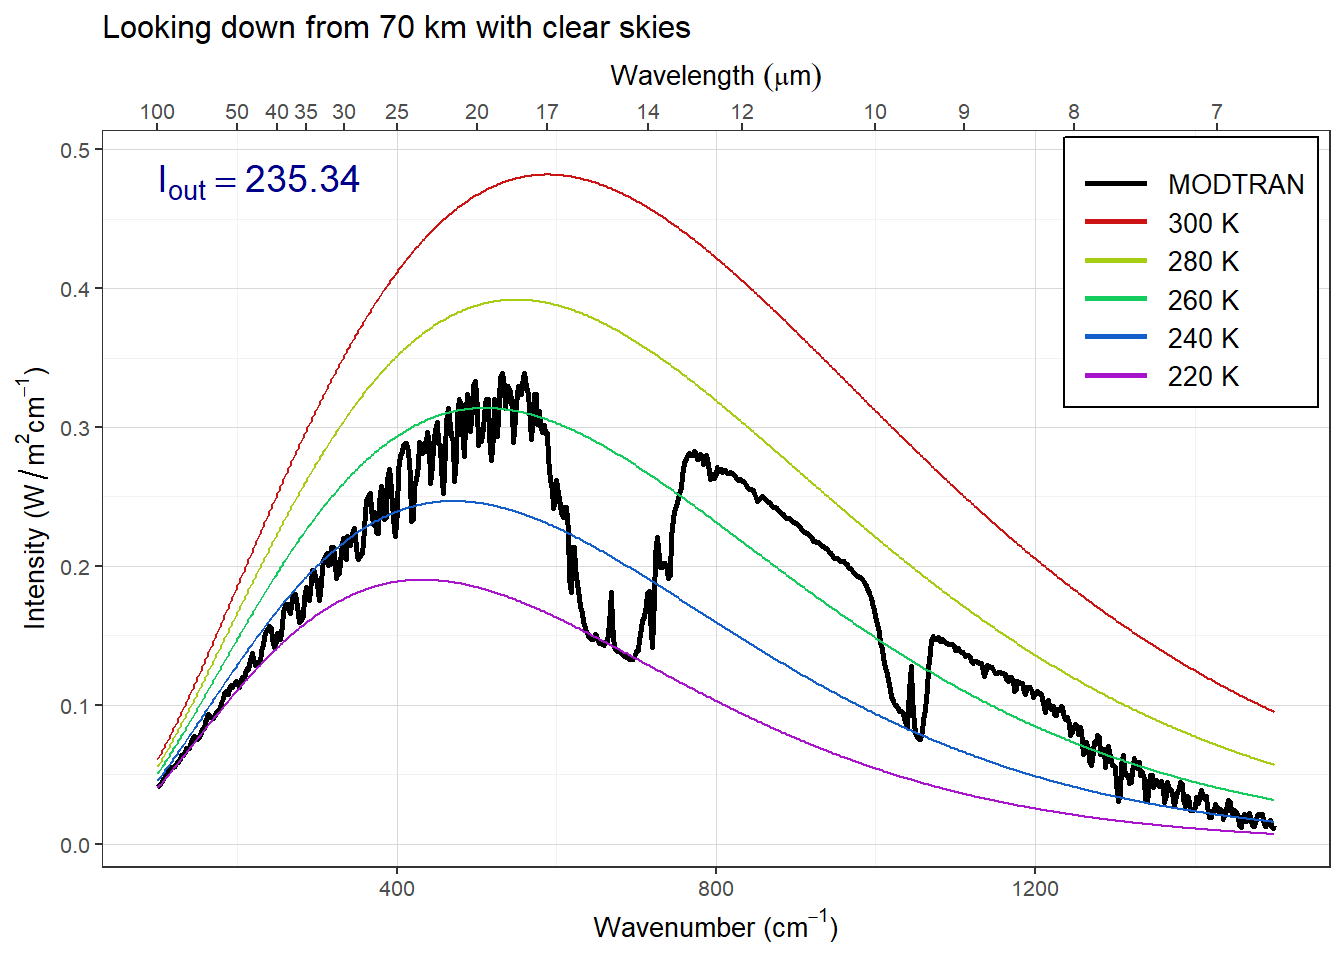 Looking down from 70 km with clear skies
Wavelength (μm)
100 50 40 35 30 25 20 17 14 12 10 9 8 7
I_out = 235.34
MODTRAN
300 K
280 K
260 K
240 K
220 K
Intensity (W/m²cm⁻¹)
0.5
0.4
0.3
0.2
0.1
0.0
400 800 1200
Wavenumber (cm⁻¹)